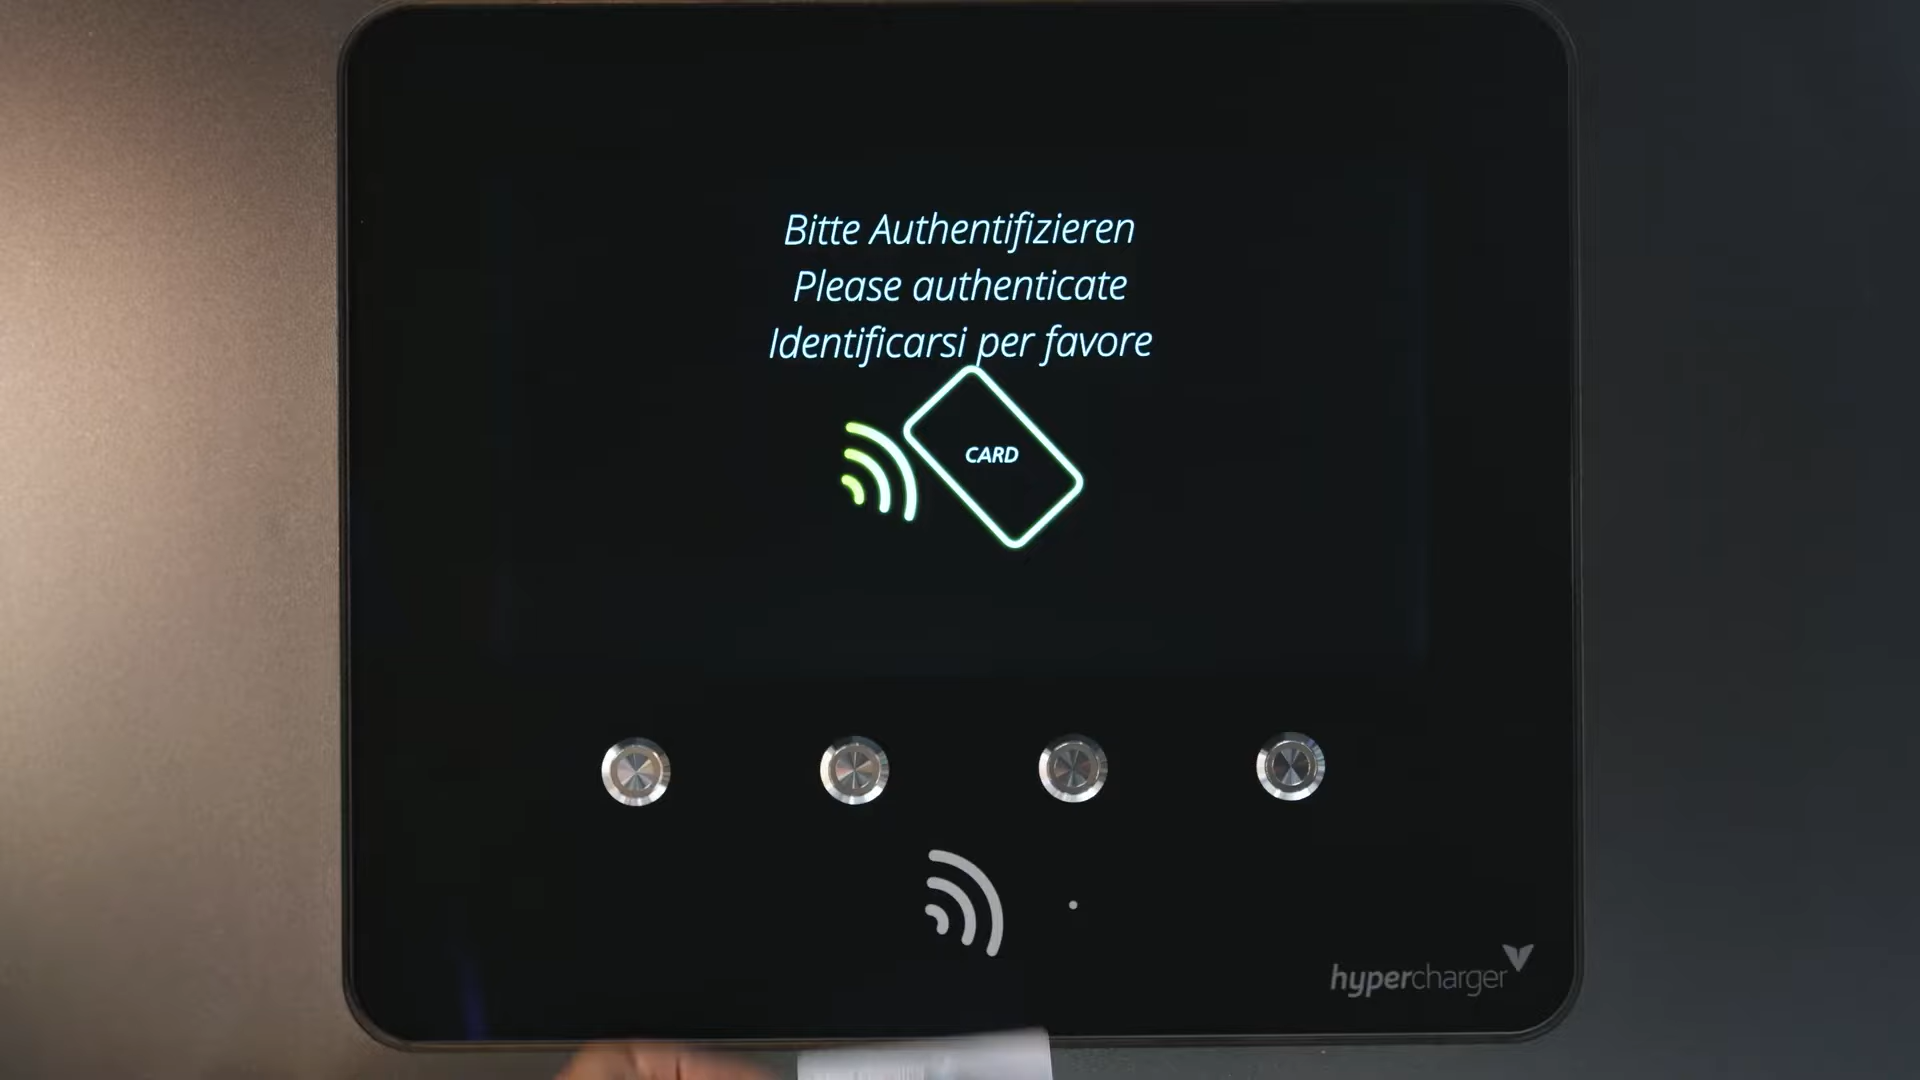 Bitte Authentifizieren
Please authenticate
Identificarsi per favore
CARD
hypercharger